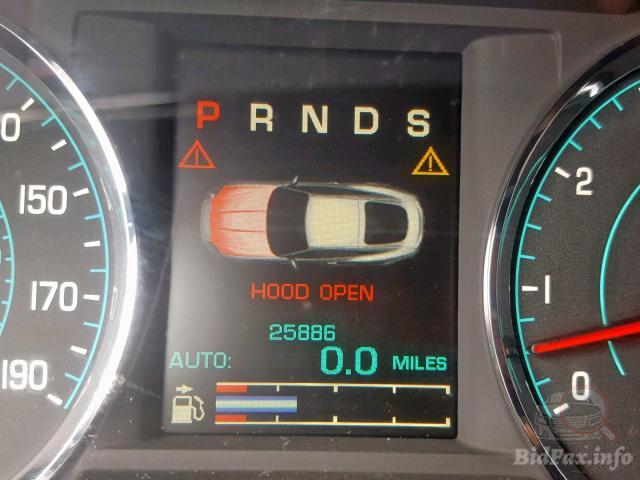 P R N D S
HOOD OPEN
25886
AUTO: 0.0 MILES
150
170
190
2
1
0
BidPax.info